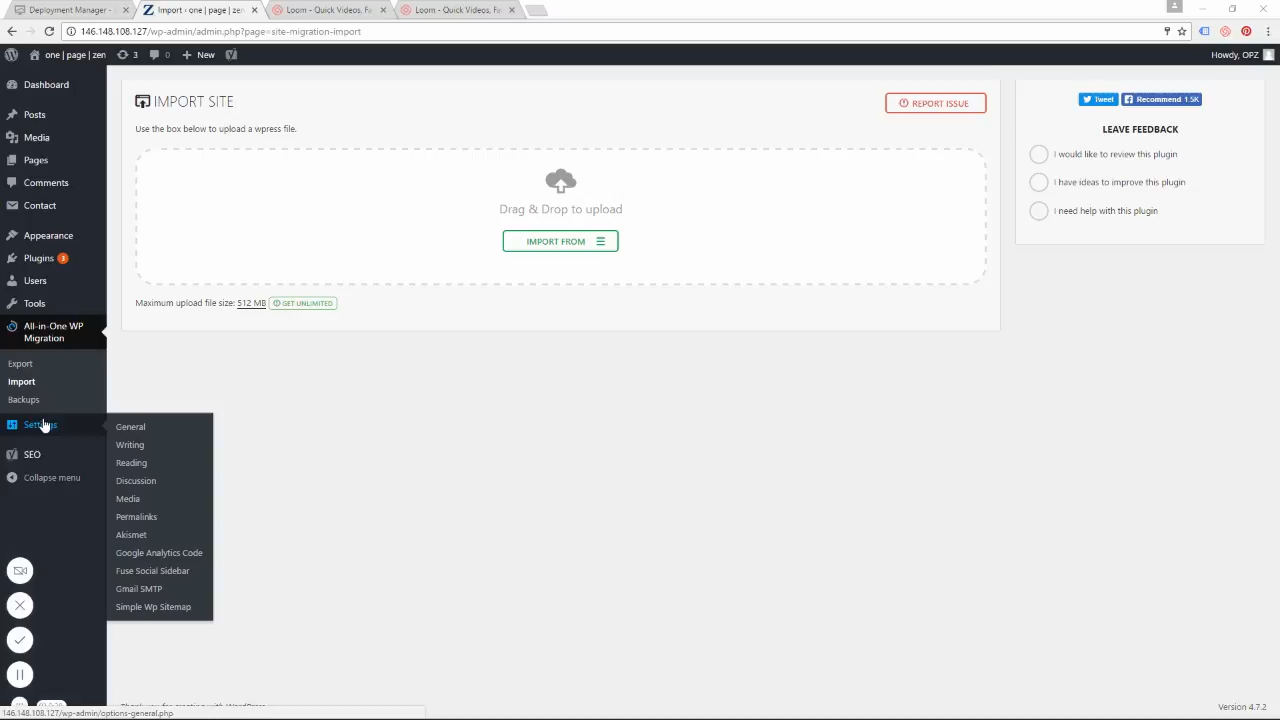 Deployment Manager -
Import ‹ one | page | zen
Loom - Quick Videos, Fa
Loom - Quick Videos, Fa
146.148.108.127/wp-admin/admin.php?page=site-migration-import
one | page | zen
3
0
New
Howdy, OPZ
Dashboard
Posts
Media
Pages
Comments
Contact
Appearance
Plugins 3
Users
Tools
All-in-One WP
Migration
Export
Import
Backups
Settings
SEO
Collapse menu
General
Writing
Reading
Discussion
Media
Permalinks
Akismet
Google Analytics Code
Fuse Social Sidebar
Gmail SMTP
Simple Wp Sitemap
IMPORT SITE
REPORT ISSUE
Use the box below to upload a wpress file.
Drag & Drop to upload
IMPORT FROM
Maximum upload file size: 512 MB GET UNLIMITED
Tweet
Recommend 1.5K
LEAVE FEEDBACK
I would like to review this plugin
I have ideas to improve this plugin
I need help with this plugin
Thank you for creating with WordPress
Version 4.7.2
146.148.108.127/wp-admin/options-general.php